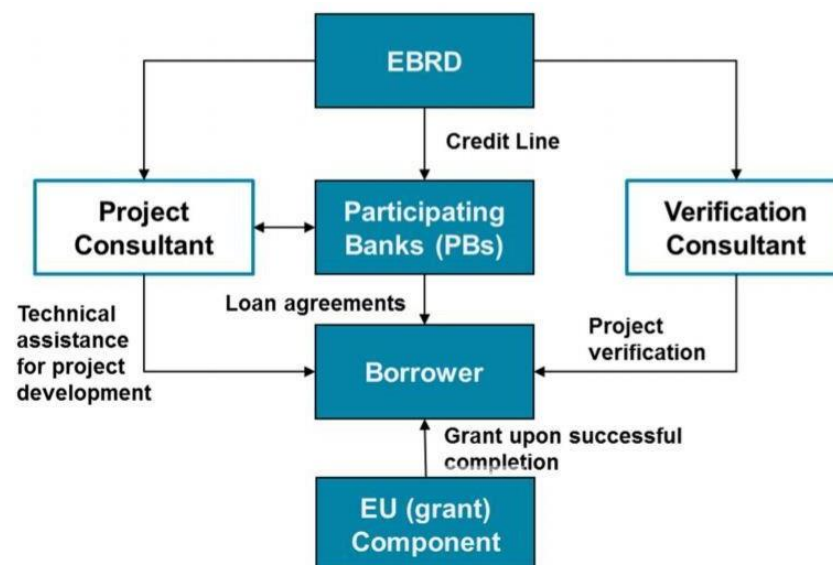 EBRD
Credit Line
Project
Consultant
Participating
Banks (PBs)
Verification
Consultant
Loan agreements
Technical
assistance
for project
development
Project
verification
Borrower
Grant upon successful
completion
EU (grant)
Component